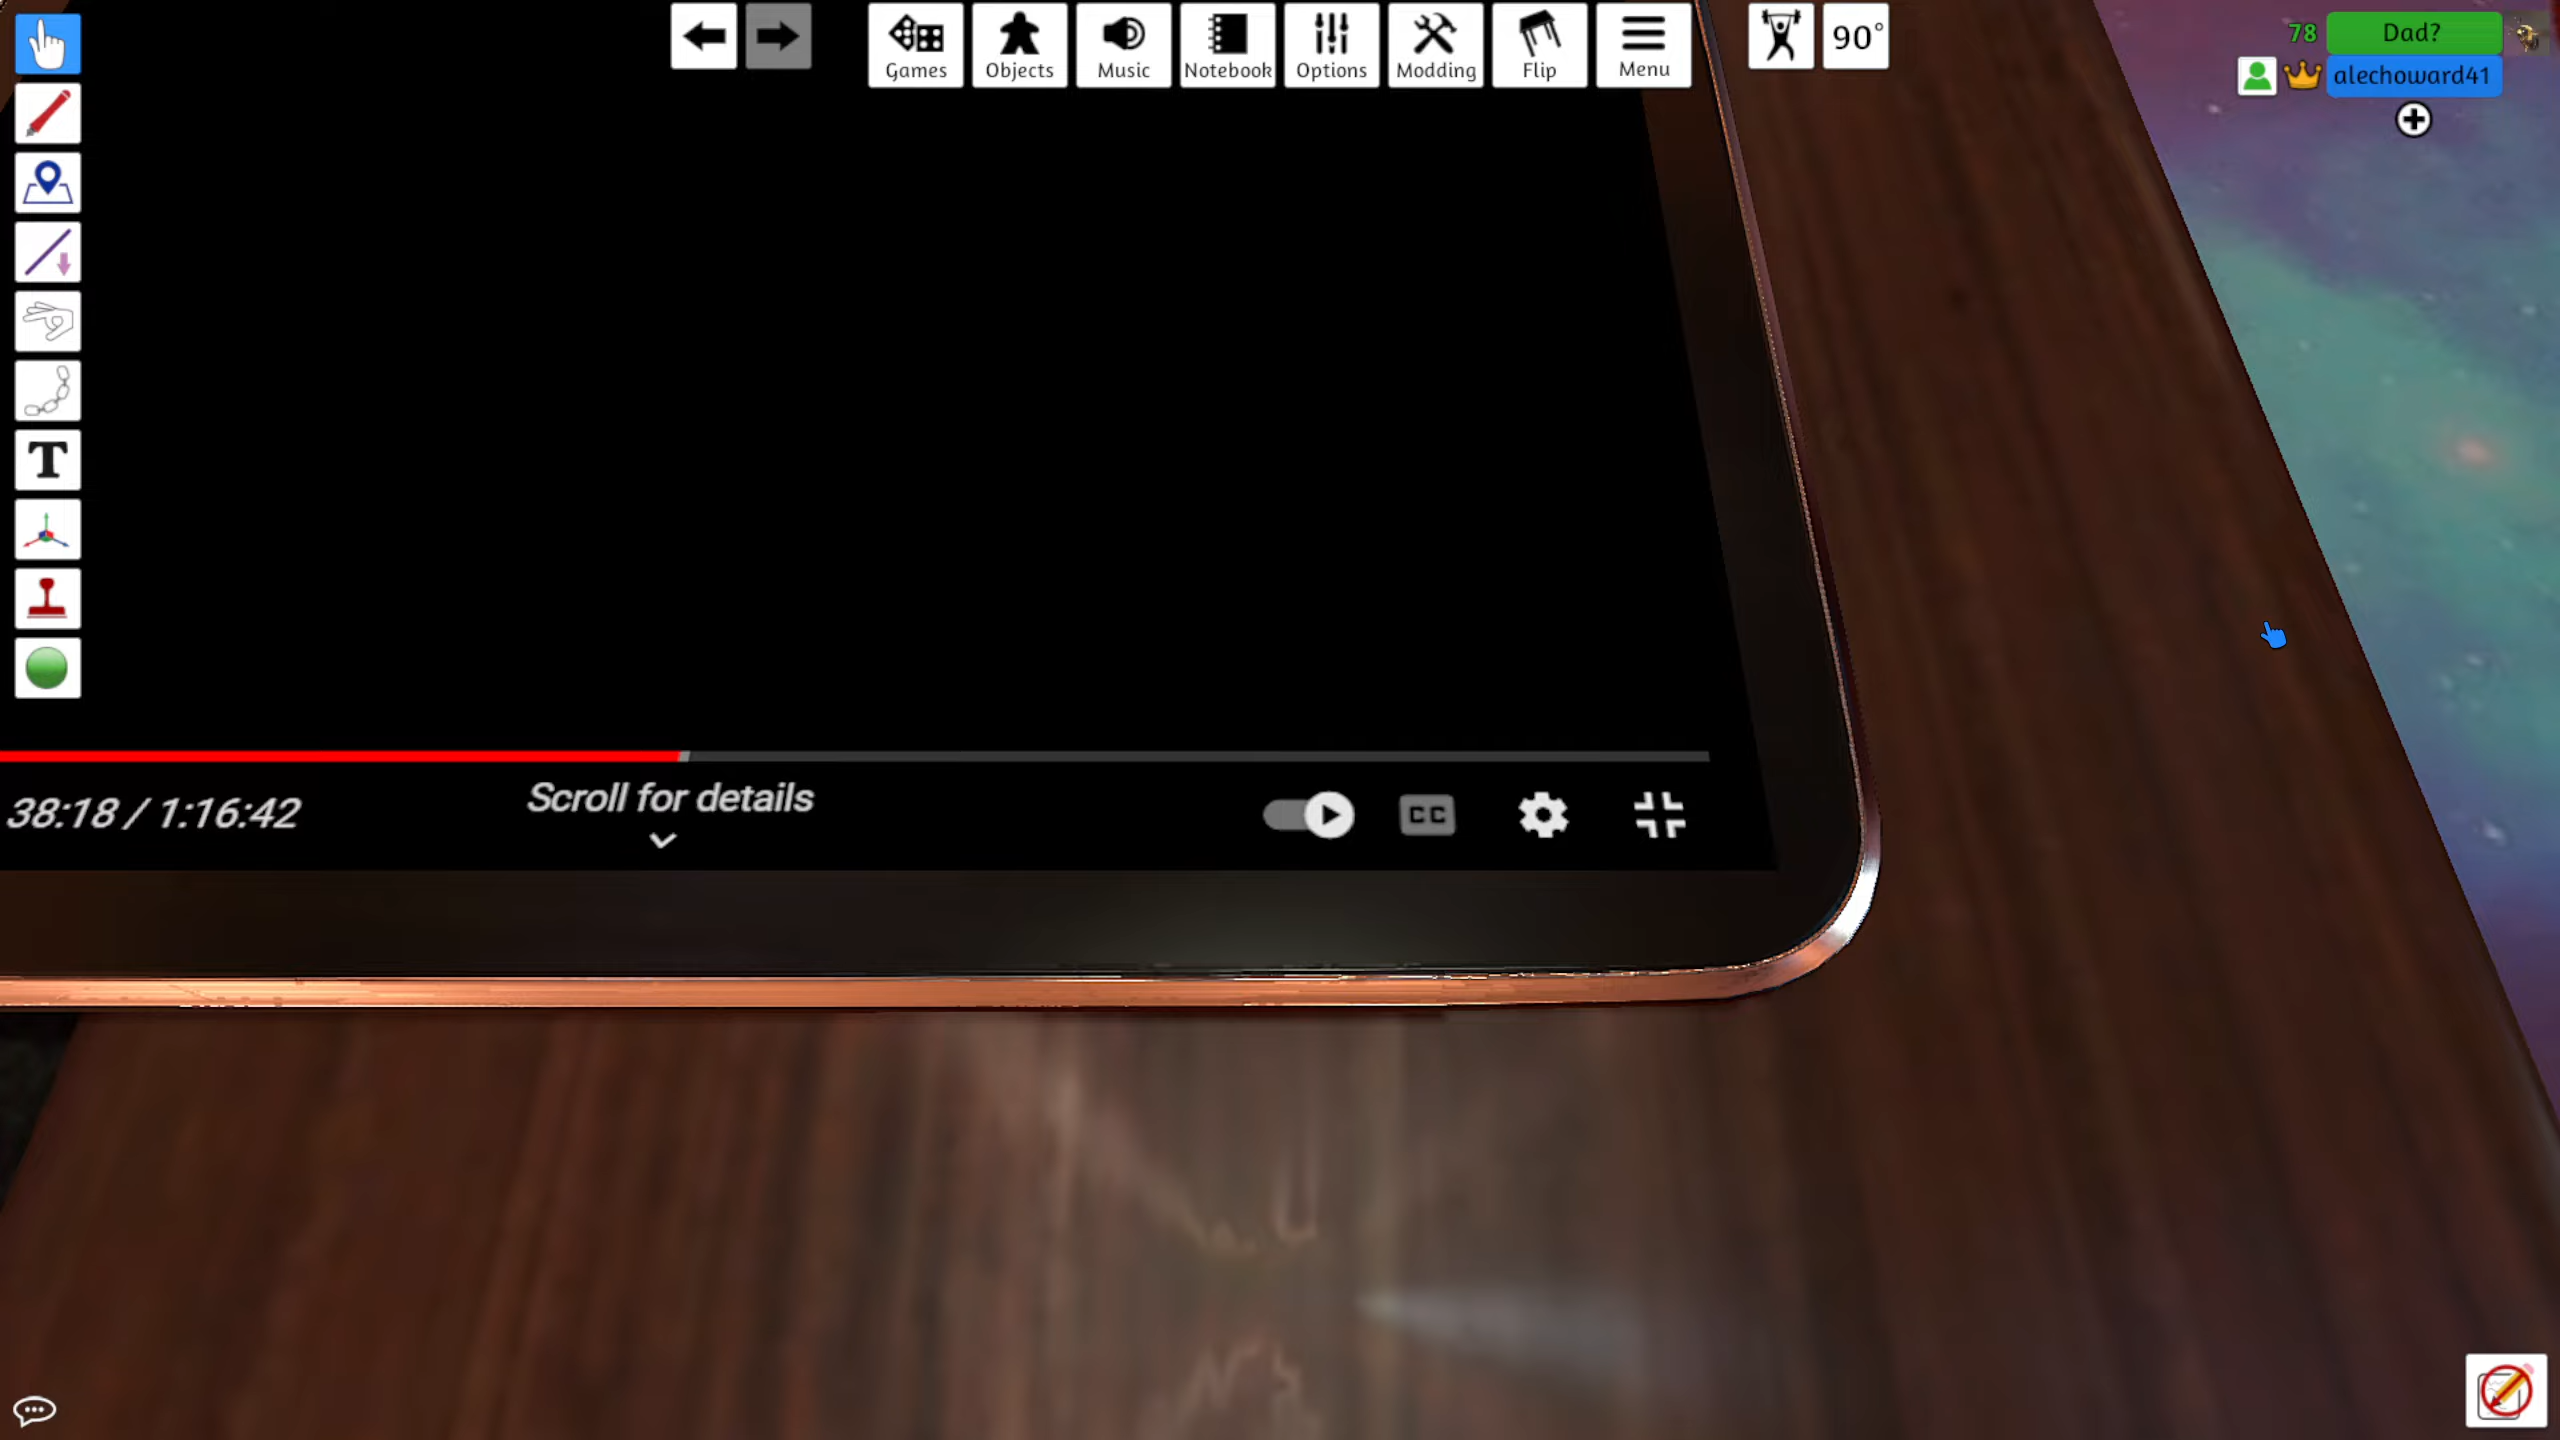 Games
Objects
Music
Notebook
Options
Modding
Flip
Menu
90°
78
Dad?
alechoward41
T
38:18 / 1:16:42
Scroll for details
CC